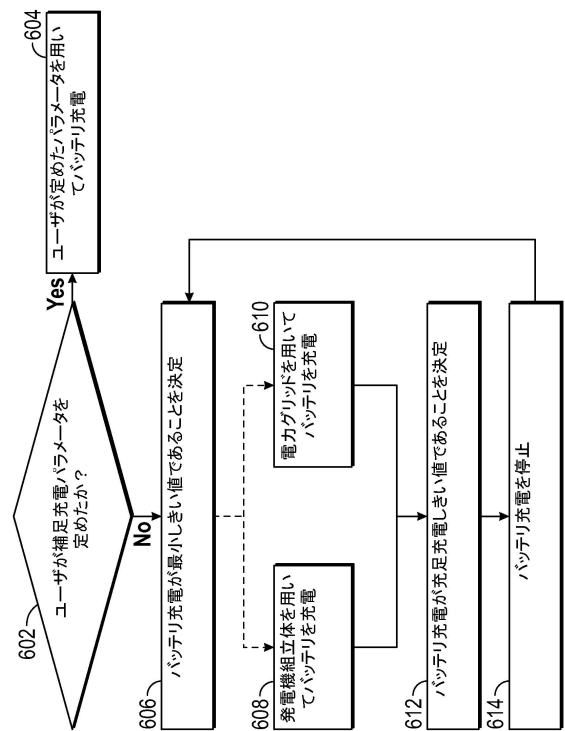 602
ユーザが補足充電パラメータを
定めたか？
Yes
604
ユーザが定めたパラメータを用い
てバッテリ充電
No
606
バッテリ充電が最小しきい値であることを決定
608
発電機組立体を用い
てバッテリを充電
610
電力グリッドを用いて
バッテリを充電
612
バッテリ充電が充足充電しきい値であることを決定
614
バッテリ充電を停止